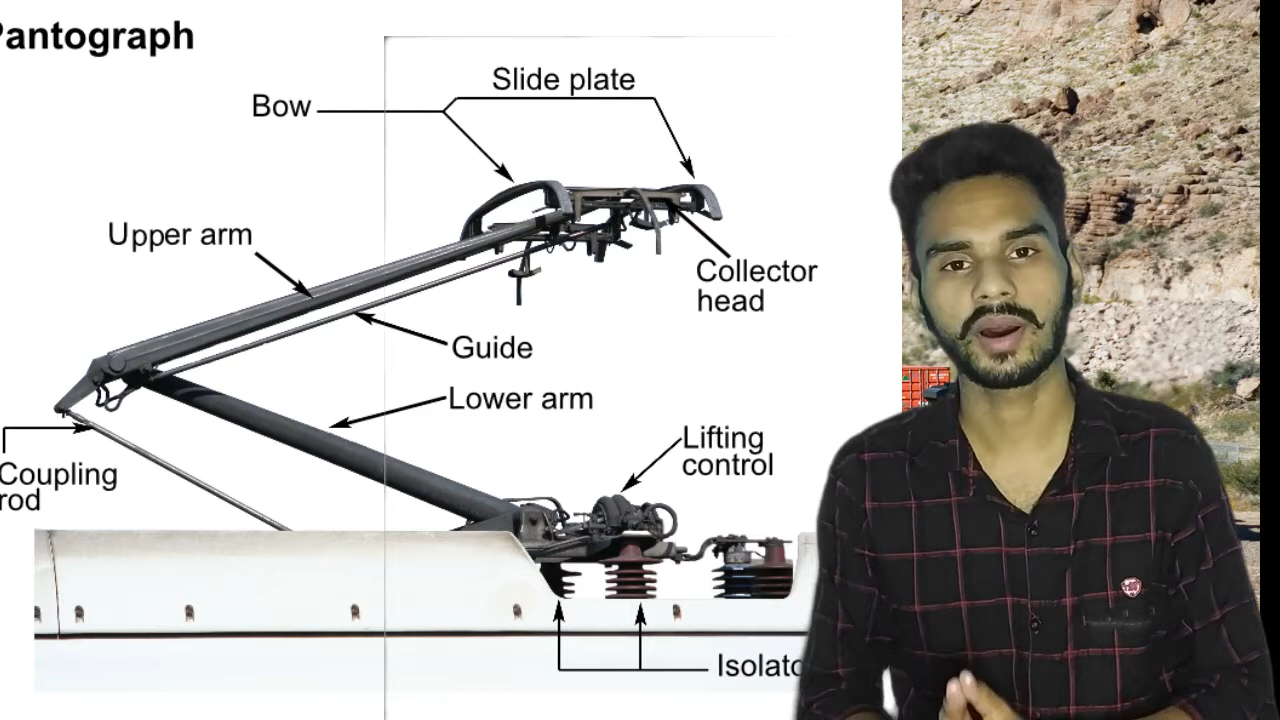 Pantograph
Slide plate
Bow
Upper arm
Collector
head
Guide
Lower arm
Lifting
control
Coupling
rod